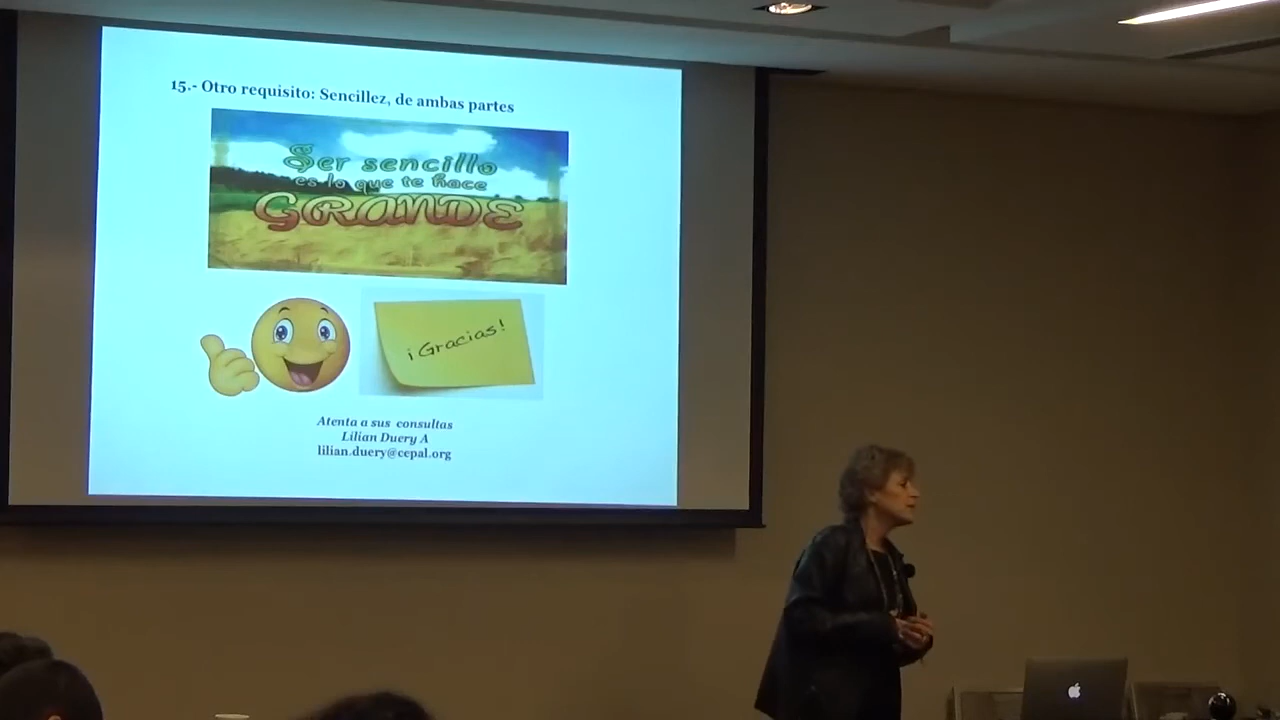 15.- Otro requisito: Sencillez, de ambas partes
Ser sencillo
es lo que te hace
GRANDE
¡Gracias!
Atenta a sus consultas
Lilian Duery A
lilian.duery@cepal.org